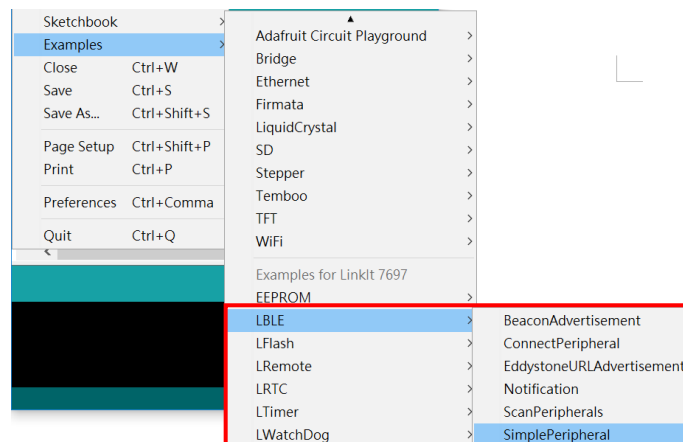 Sketchbook
Examples
Close Ctrl+W
Save Ctrl+S
Save As... Ctrl+Shift+S
Page Setup Ctrl+Shift+P
Print Ctrl+P
Preferences Ctrl+Comma
Quit Ctrl+Q
Adafruit Circuit Playground
Bridge
Ethernet
Firmata
LiquidCrystal
SD
Stepper
Temboo
TFT
WiFi
Examples for LinkIt 7697
EEPROM
LBLE
LFlash
LRemote
LRTC
LTimer
LWatchDog
BeaconAdvertisement
ConnectPeripheral
EddystoneURLAdvertisement
Notification
ScanPeripherals
SimplePeripheral